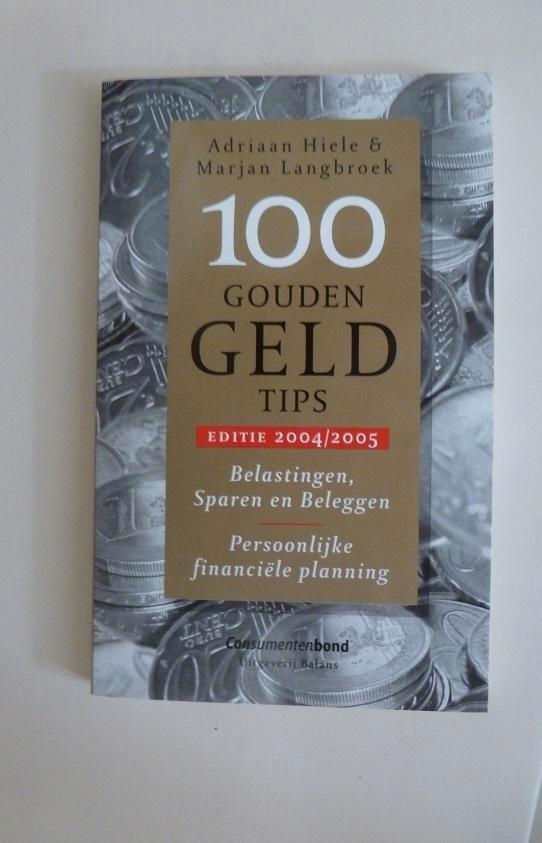 Adriaan Hiele &
Marjan Langbroek
100
GOUDEN
GELD
TIPS
EDITIE 2004/2005
Belastingen,
Sparen en Beleggen
Persoonlijke
financiële planning
Consumentenbond
Uitgeverij Balans